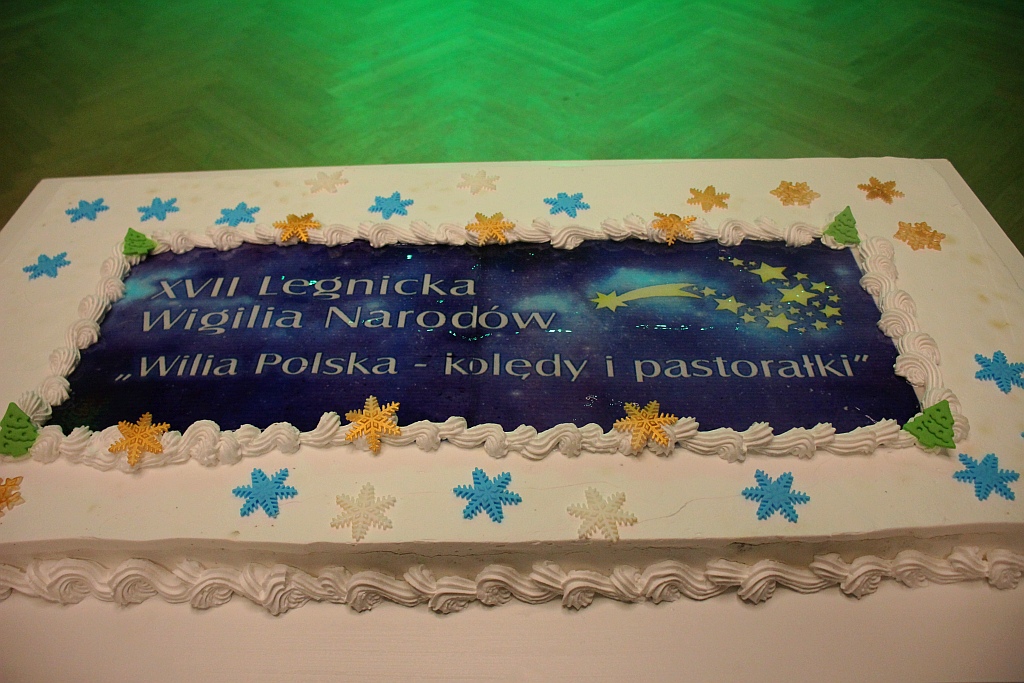 XVII Legnicka
Wigilia Narodów
„Wilia Polska - kolędy i pastorałki”